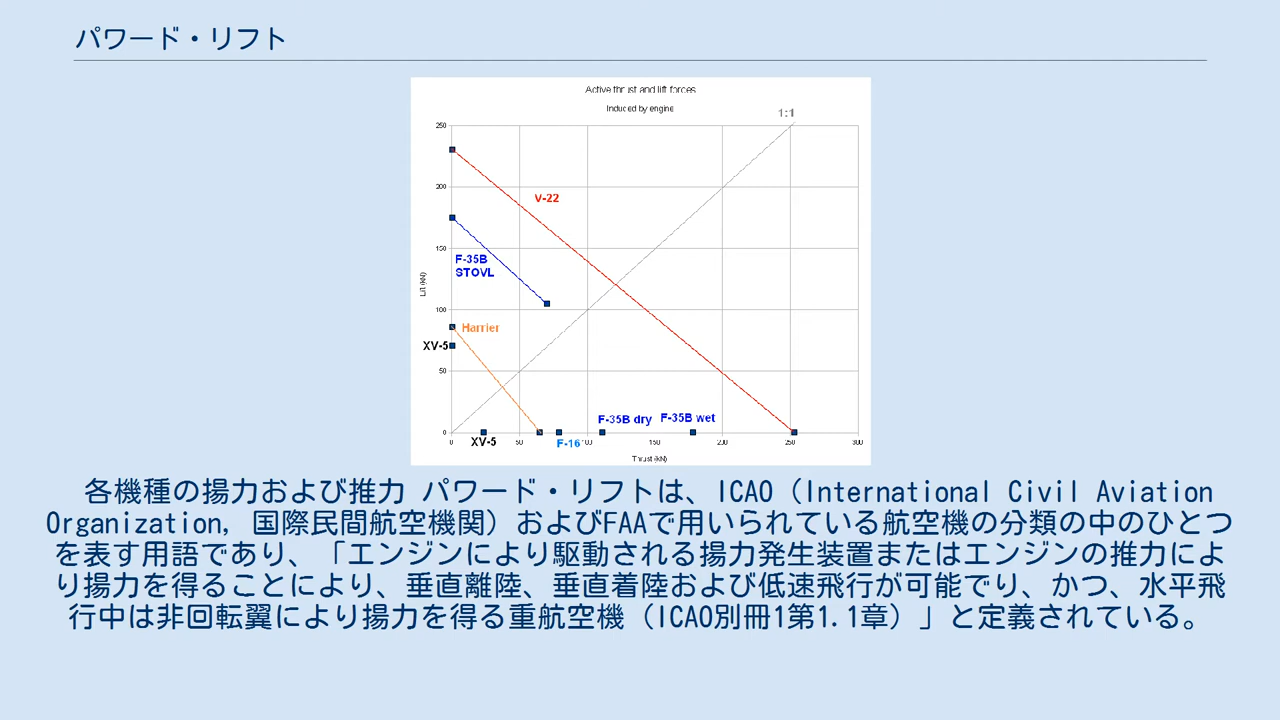 パワード・リフト
Active thrust and lift forces
Induced by engine
1:1
250
200
V-22
150
F-35B
STOVL
Lift (kN)
100
Harrier
XV-5
50
F-35B dry
F-35B wet
0
0
XV-5
50
F-16
100
150
200
250
300
Thrust (kN)
各機種の揚力および推力 パワード・リフトは、ICAO（International Civil Aviation
Organization, 国際民間航空機関）およびFAAで用いられている航空機の分類の中のひとつ
を表す用語であり、「エンジンにより駆動される揚力発生装置またはエンジンの推力によ
り揚力を得ることにより、垂直離陸、垂直着陸および低速飛行が可能でり、かつ、水平飛
行中は非回転翼により揚力を得る重航空機（ICAO別冊1第1.1章）」と定義されている。